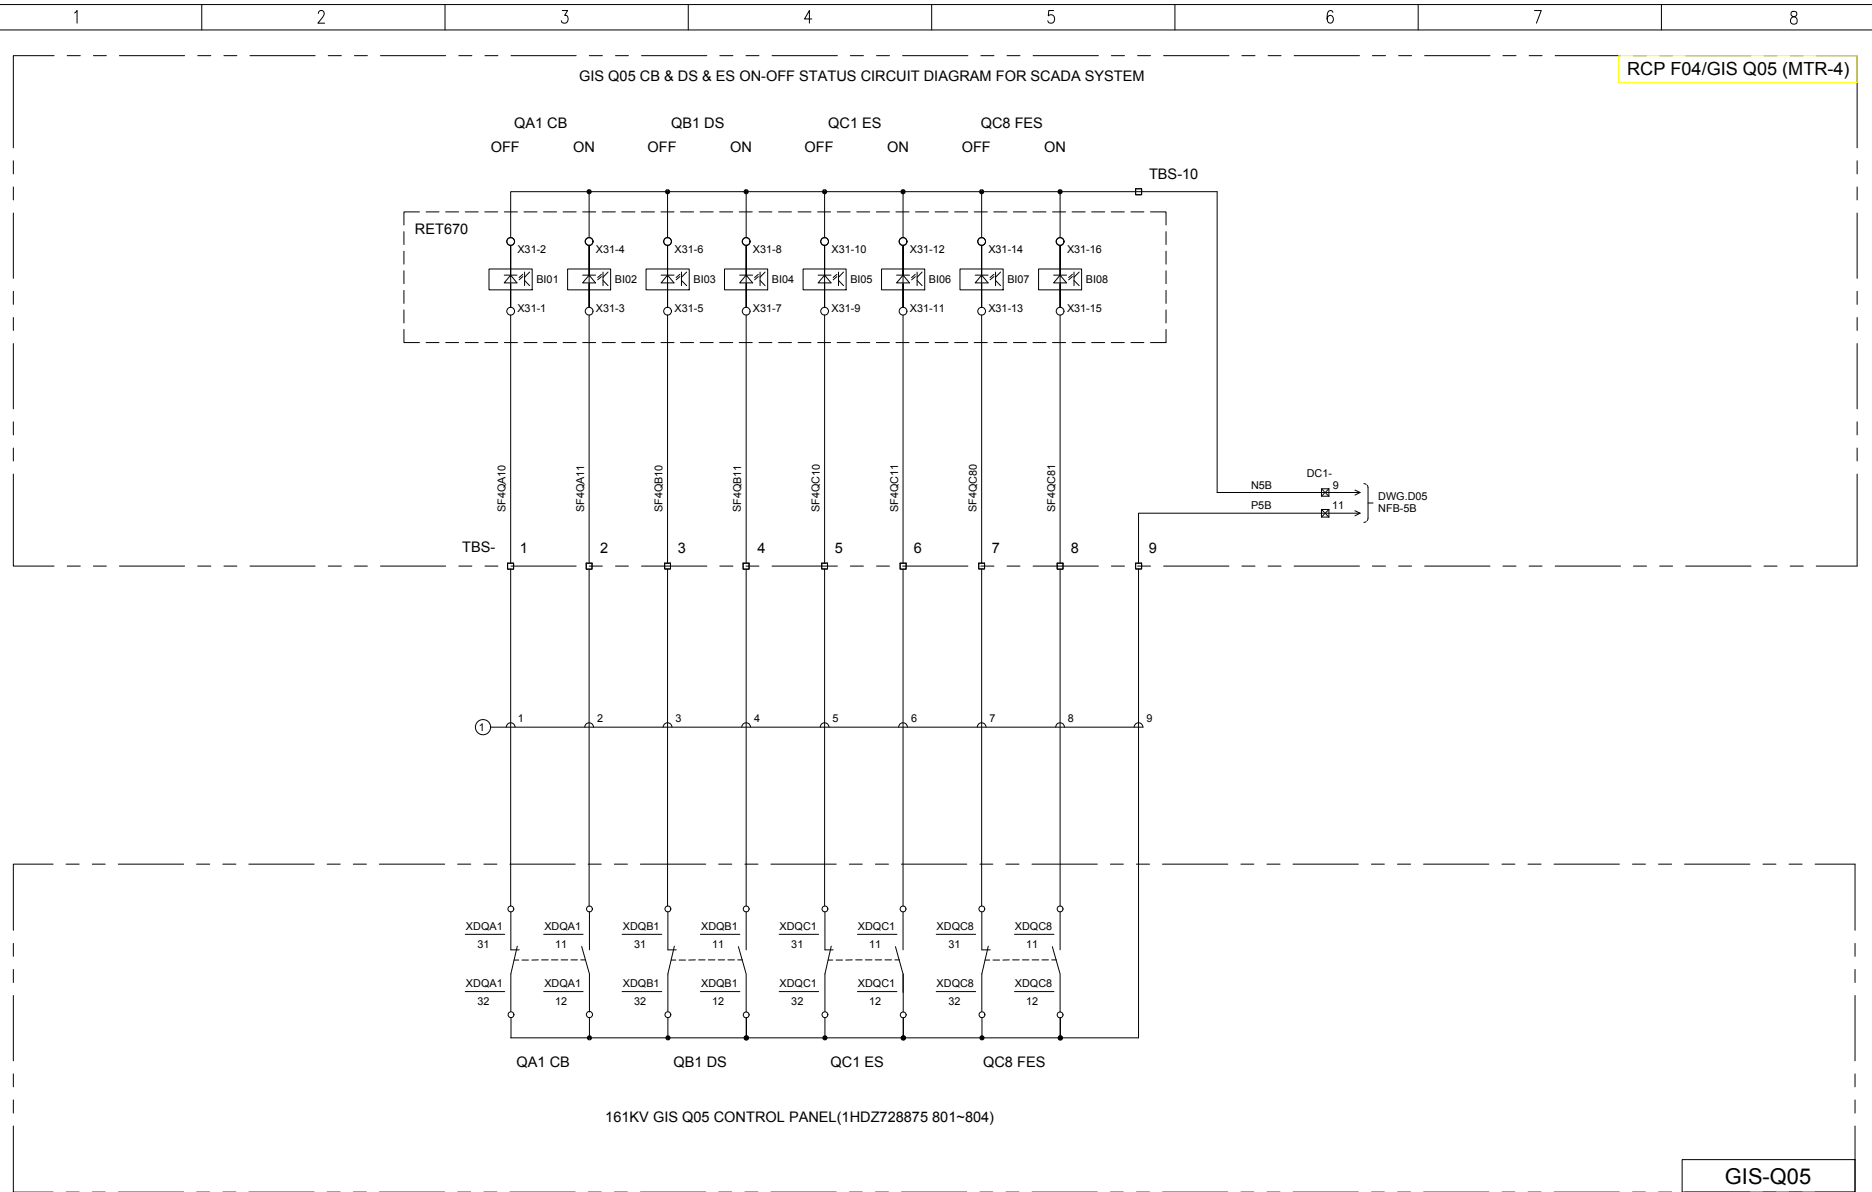 1 2 3 4 5 6 7 8
RCP F04/GIS Q05 (MTR-4)
GIS Q05 CB & DS & ES ON-OFF STATUS CIRCUIT DIAGRAM FOR SCADA SYSTEM
QA1 CB QB1 DS QC1 ES QC8 FES
OFF ON OFF ON OFF ON OFF ON
TBS-10
RET670
X31-2 X31-4 X31-6 X31-8 X31-10 X31-12 X31-14 X31-16
BI01 BI02 BI03 BI04 BI05 BI06 BI07 BI08
X31-1 X31-3 X31-5 X31-7 X31-9 X31-11 X31-13 X31-15
SF4QA10 SF4QA11 SF4QB10 SF4QB11 SF4QC10 SF4QC11 SF4QC80 SF4QC81
DC1-
N5B 9
P5B 11
DWG.D05
NFB-5B
TBS- 1 2 3 4 5 6 7 8 9
1 1 2 3 4 5 6 7 8 9
XDQA1 XDQA1 XDQB1 XDQB1 XDQC1 XDQC1 XDQC8 XDQC8
31 11 31 11 31 11 31 11
XDQA1 XDQA1 XDQB1 XDQB1 XDQC1 XDQC1 XDQC8 XDQC8
32 12 32 12 32 12 32 12
QA1 CB QB1 DS QC1 ES QC8 FES
161KV GIS Q05 CONTROL PANEL(1HDZ728875 801~804)
GIS-Q05